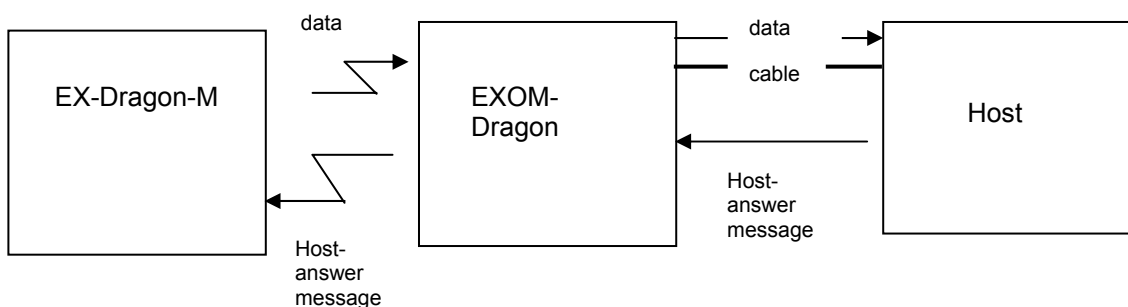 data
EX-Dragon-M
Host-
answer
message
EXOM-
Dragon
data
cable
Host-
answer
message
Host